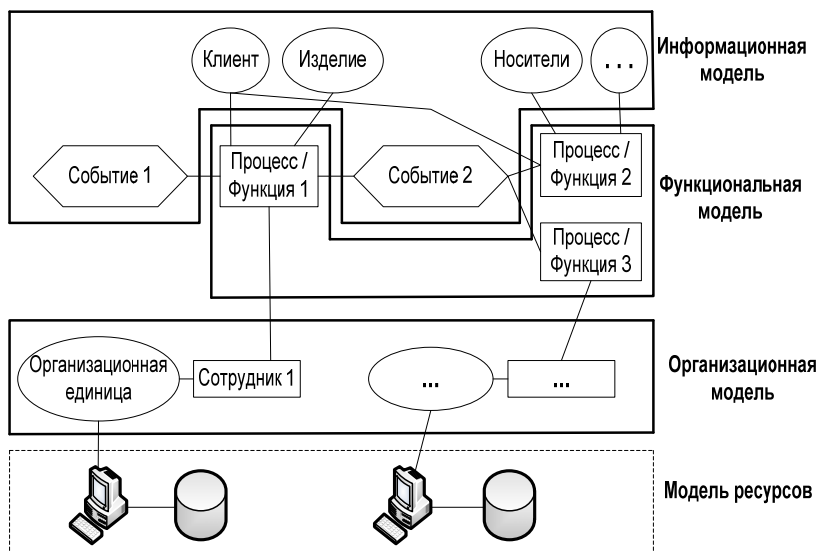 Клиент
Изделие
Носители
. . .
Информационная
модель
Событие 1
Процесс /
Функция 1
Событие 2
Процесс /
Функция 2
Функциональная
модель
Процесс /
Функция 3
Организационная
единица
Сотрудник 1
...
...
Организационная
модель
Модель ресурсов